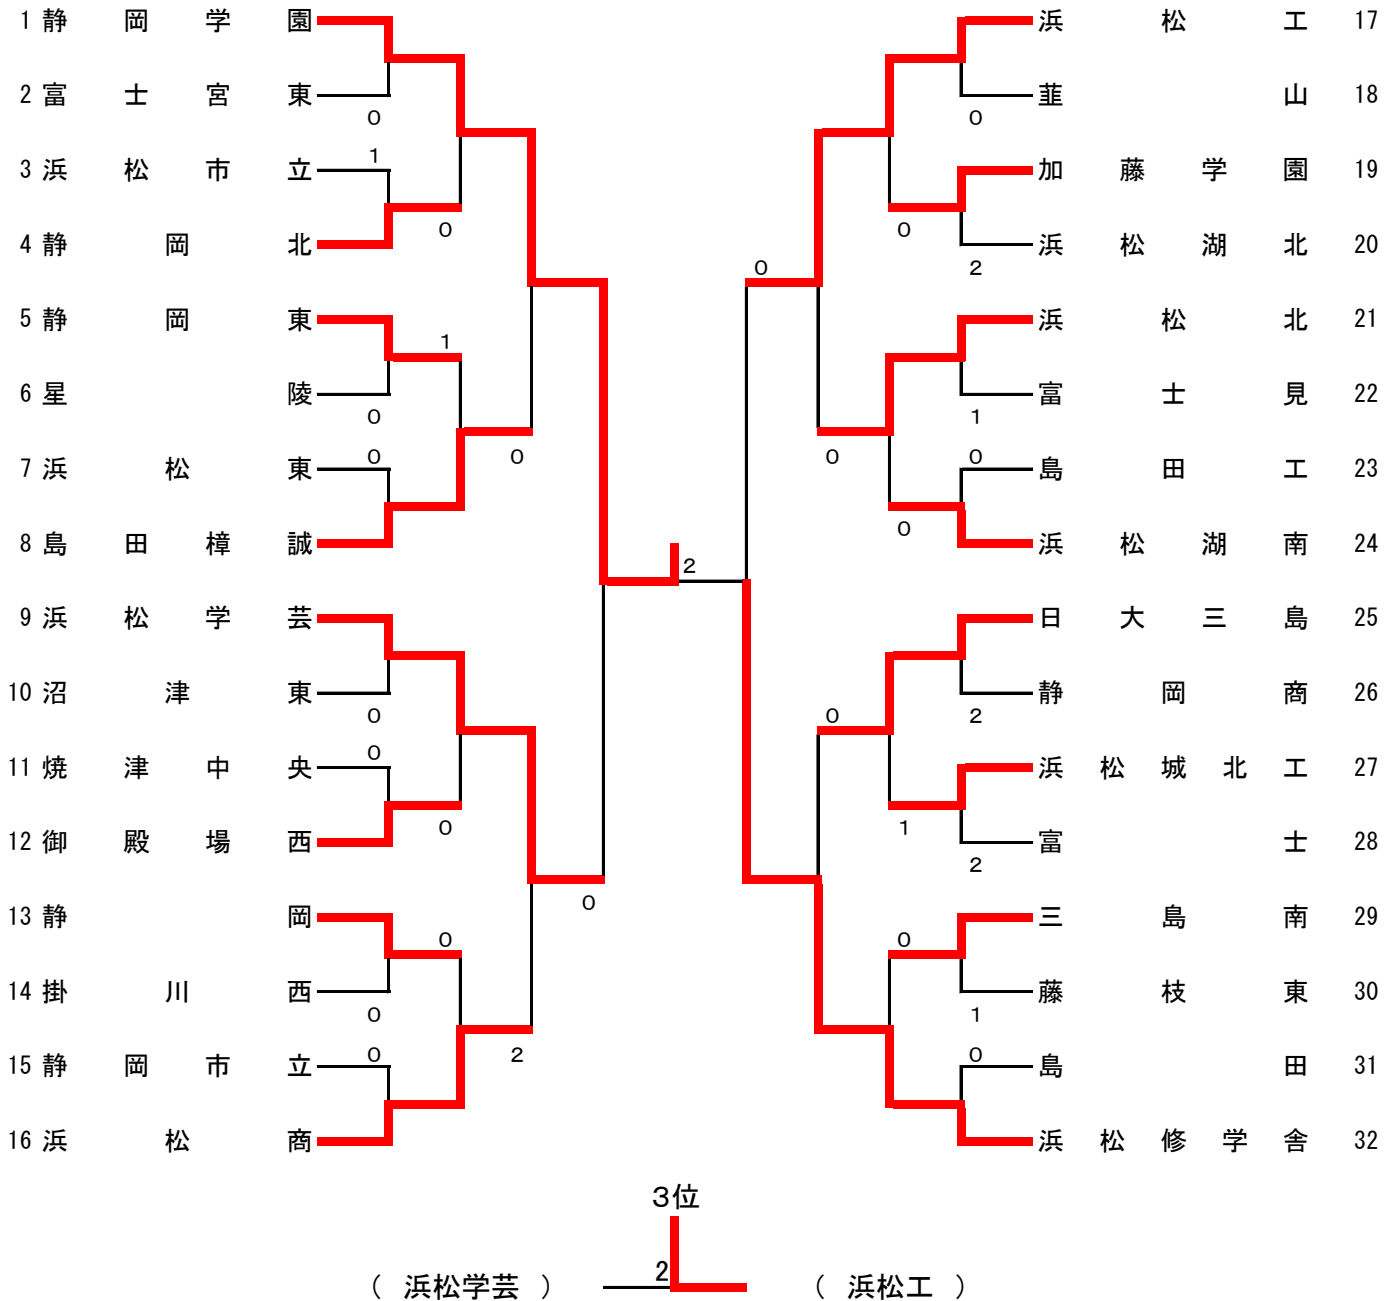 1 静岡学園
2 富士宮東
0
3 浜松市立
1
4 静岡北
0
5 静岡東
1
6 星陵
0
7 浜松東
0
0
8 島田樟誠
9 浜松学芸
10 沼津東
0
11 焼津中央
0
12 御殿場西
0
0
13 静岡
0
14 掛川西
0
15 静岡市立
0
2
16 浜松商
2
浜松工 17
韮山 18
0
加藤学園 19
0
浜松湖北 20
2
0
浜松北 21
富士見 22
1
島田工 23
0
0
浜松湖南 24
0
日大三島 25
静岡商 26
2
0
浜松城北工 27
1
富士 28
2
三島南 29
0
藤枝東 30
1
島田 31
0
浜松修学舎 32
3位
(浜松学芸) 2 (浜松工)